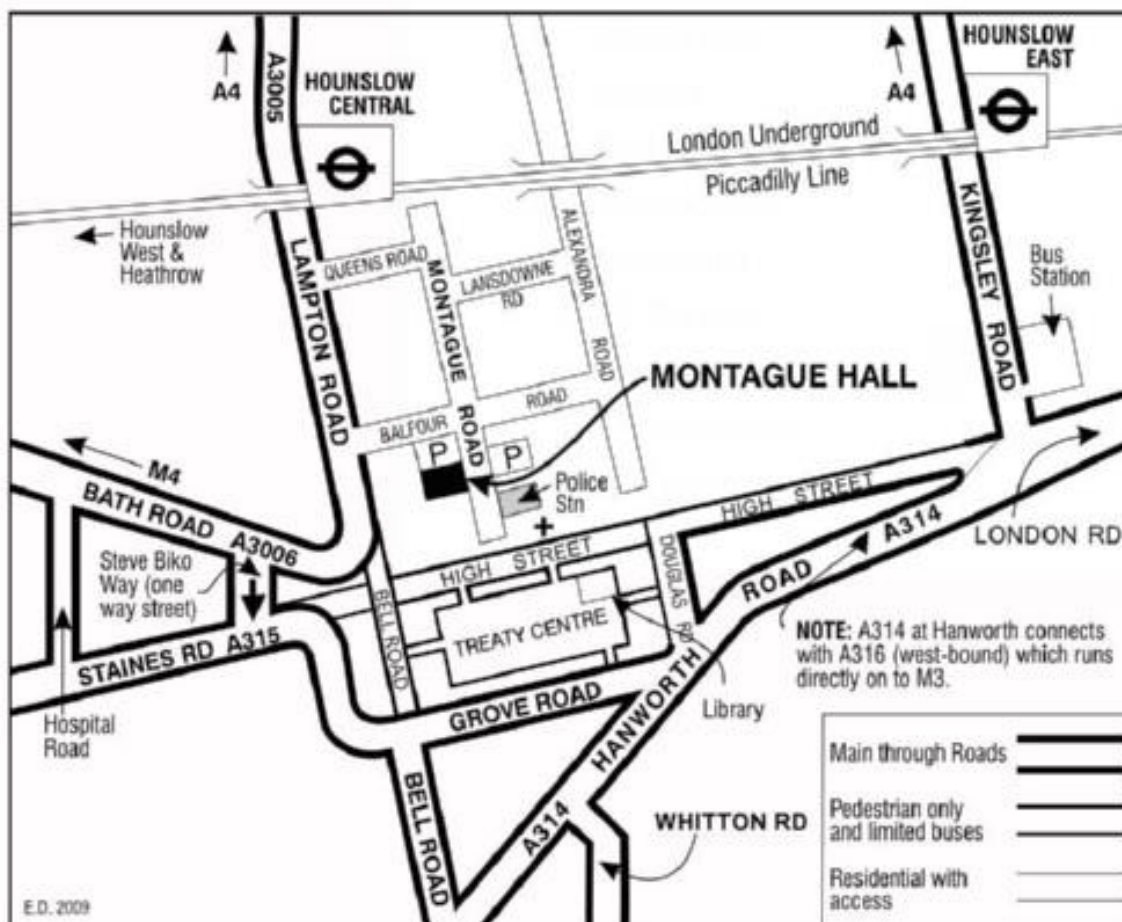 A4
A3005
HOUNSLOW
CENTRAL
A4
HOUNSLOW
EAST
London Underground
Piccadilly Line
Hounslow
West &
Heathrow
LAMPTON ROAD
QUEENS ROAD
MONTAGUE ROAD
LANSDOWNE
RD
ALEXANDRA ROAD
KINGSLEY ROAD
Bus
Station
MONTAGUE HALL
BALFOUR ROAD
P
P
Police
Stn
M4
BATH ROAD A3006
Steve Biko
Way (one
way street)
HIGH STREET
HIGH STREET
LONDON RD
A314
HANWORTH ROAD
DOUGLAS RD
BELL ROAD
TREATY CENTRE
STAINES RD A315
NOTE: A314 at Hanworth connects
with A316 (west-bound) which runs
directly on to M3.
GROVE ROAD
Library
Hospital
Road
BELL ROAD
A314
WHITTON RD
Main through Roads
Pedestrian only
and limited buses
Residential with
access
E.D. 2009